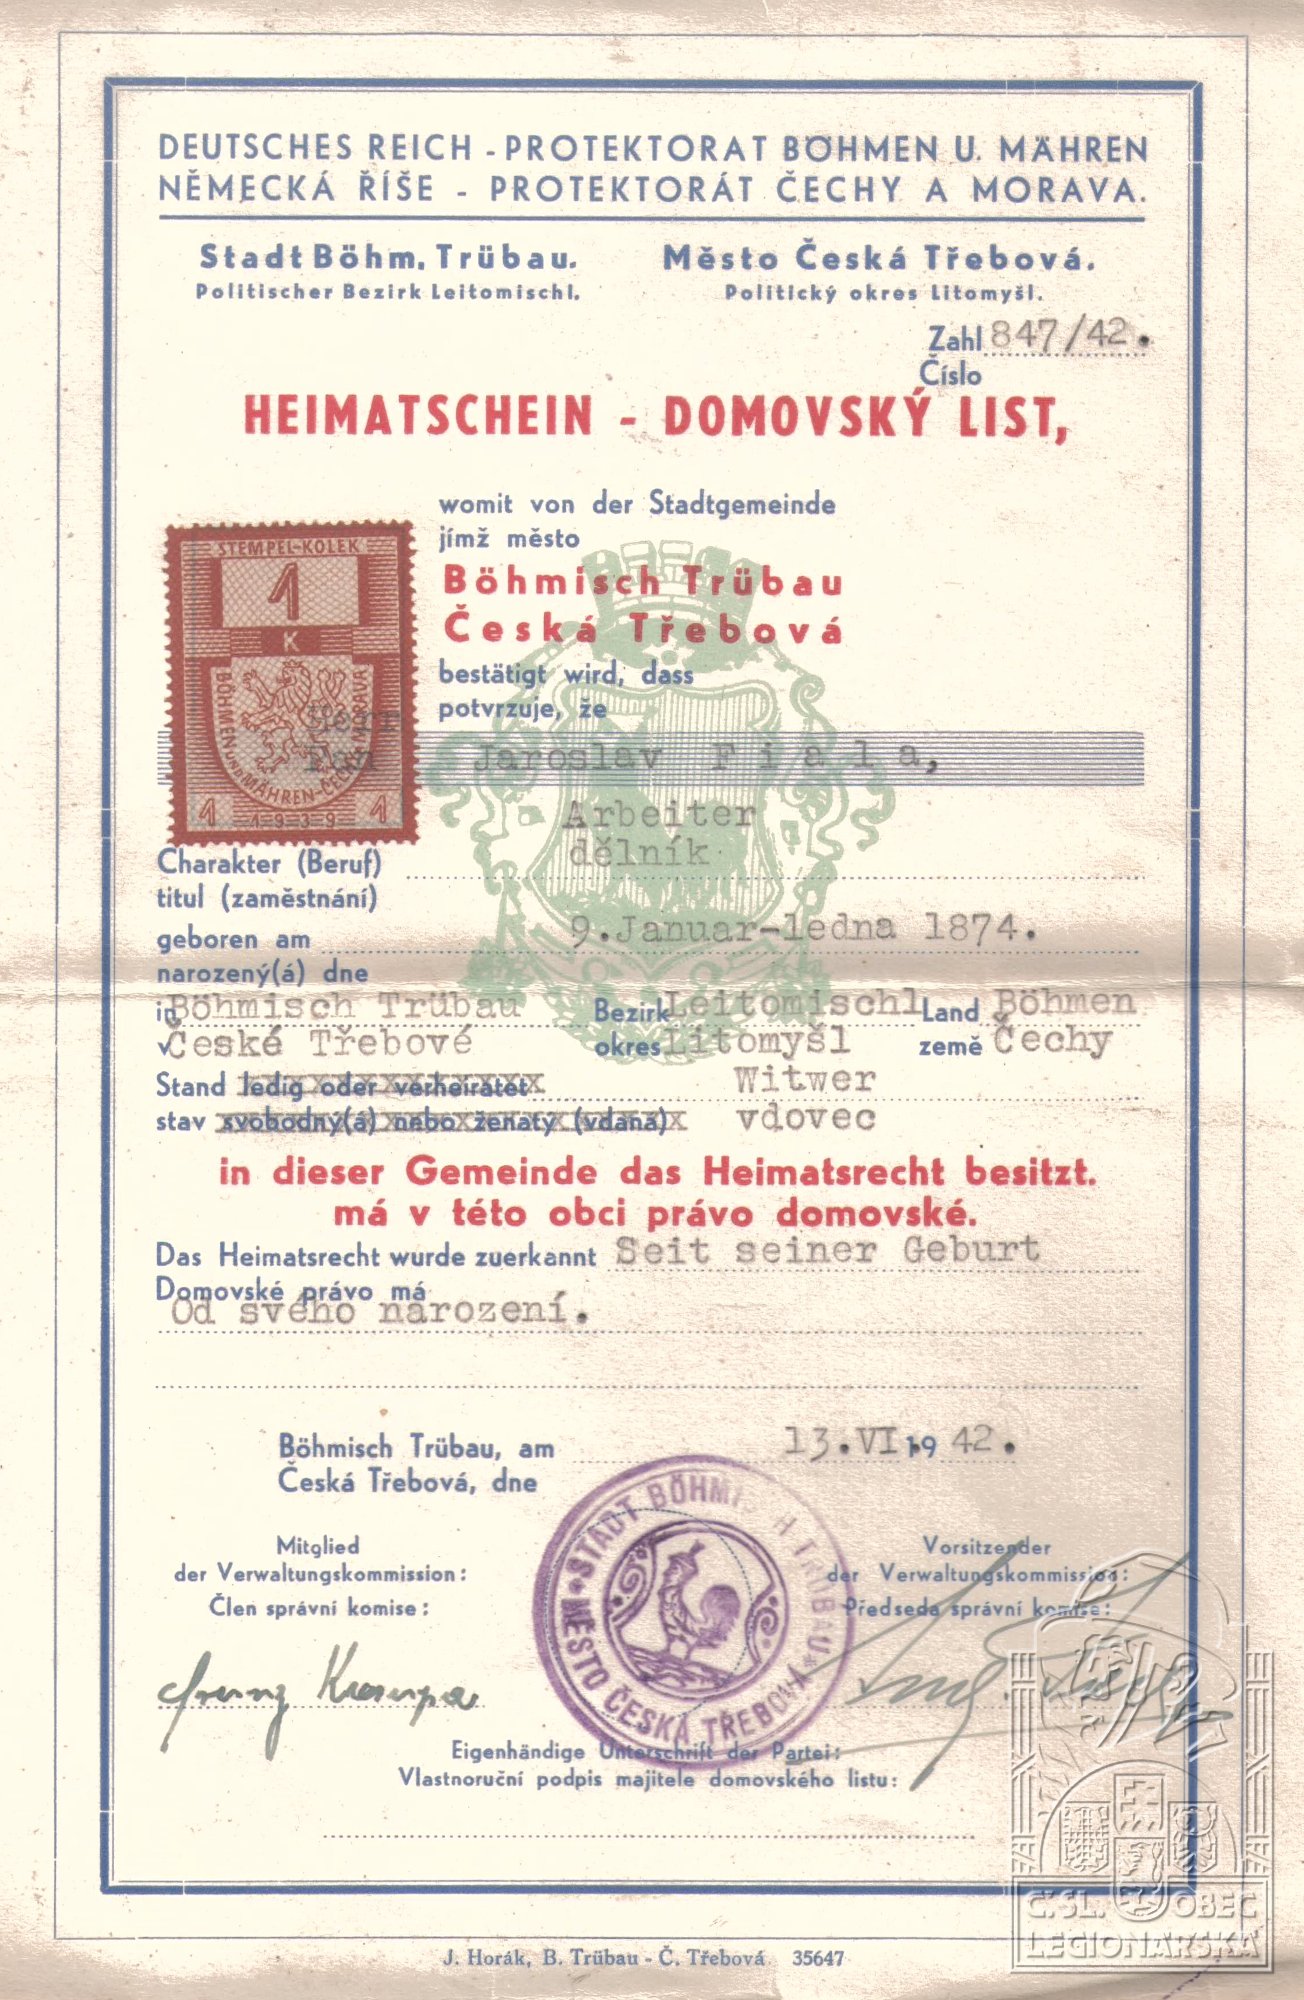 DEUTSCHES REICH - PROTEKTORAT BÖHMEN U. MÄHREN
NĚMECKÁ ŘÍŠE - PROTEKTORÁT ČECHY A MORAVA.
Stadt Böhm. Trübau. Město Česká Třebová.
Politischer Bezirk Leitomischl. Politický okres Litomyšl.
Zahl 847/42.
Číslo
HEIMATSCHEIN - DOMOVSKÝ LIST,
womit von der Stadtgemeinde
jímž město
Böhmisch Trübau
Česká Třebová
bestätigt wird, dass
potvrzuje, že
STEMPEL-KOLEK
1
K
BÖHMEN UND MÄHREN-ČECHY A MORAVA
1 1939 1
Herr
Pan Jaroslav Fiala,
Arbeiter
dělník
Charakter (Beruf)
titul (zaměstnání)
geboren am 9.Januar-ledna 1874.
narozený(á) dne
in Böhmisch Trübau Bezirk Leitomischl Land Böhmen
v České Třebové okres Litomyšl země Čechy
Stand ledig oder verheiratet Witwer
stav svobodný(á) nebo ženatý (vdaná) vdovec
in dieser Gemeinde das Heimatsrecht besitzt.
má v této obci právo domovské.
Das Heimatsrecht wurde zuerkannt Seit seiner Geburt
Domovské právo má
Od svého narození.
Böhmisch Trübau, am 13.VI.1942.
Česká Třebová, dne
STADT BÖHMISCH TRÜBAU
MĚSTO ČESKÁ TŘEBOVÁ
Mitglied Vorsitzender
der Verwaltungskommission: der Verwaltungskommission:
Člen správní komise: Předseda správní komise:
Eigenhändige Unterschrift der Partei:
Vlastnoruční podpis majitele domovského listu:
Č.SL. OBEC
LEGIONÁŘSKÁ
J. Horák, B. Trübau - Č. Třebová 35647